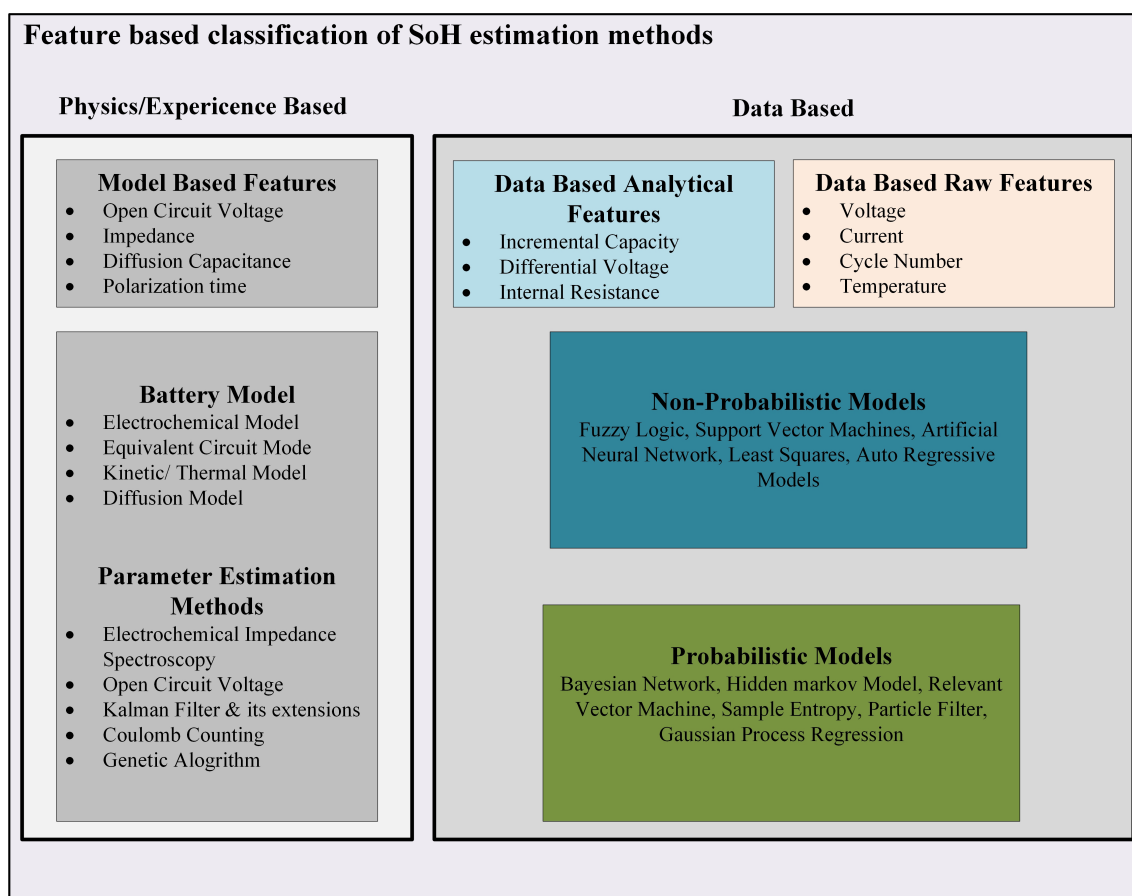 Feature based classification of SoH estimation methods
Physics/Expericence Based
Model Based Features
• Open Circuit Voltage
• Impedance
• Diffusion Capacitance
• Polarization time
Battery Model
• Electrochemical Model
• Equivalent Circuit Mode
• Kinetic/ Thermal Model
• Diffusion Model
Parameter Estimation
Methods
• Electrochemical Impedance
Spectroscopy
• Open Circuit Voltage
• Kalman Filter & its extensions
• Coulomb Counting
• Genetic Alogrithm
Data Based
Data Based Analytical
Features
• Incremental Capacity
• Differential Voltage
• Internal Resistance
Data Based Raw Features
• Voltage
• Current
• Cycle Number
• Temperature
Non-Probabilistic Models
Fuzzy Logic, Support Vector Machines, Artificial
Neural Network, Least Squares, Auto Regressive
Models
Probabilistic Models
Bayesian Network, Hidden markov Model, Relevant
Vector Machine, Sample Entropy, Particle Filter,
Gaussian Process Regression